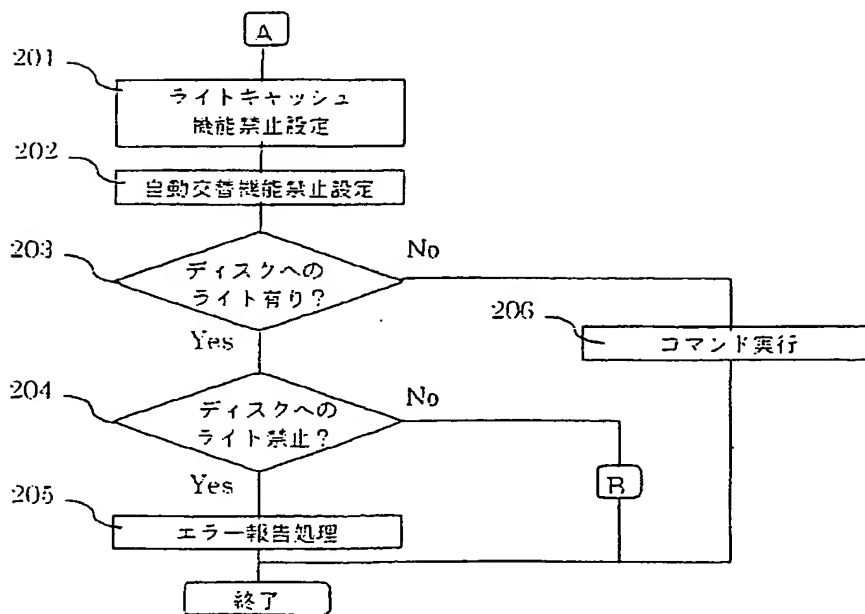 A
201
ライトキャッシュ
機能禁止設定
202
自動交替機能禁止設定
203
ディスクへの
ライト有り？
No
Yes
206
コマンド実行
204
ディスクへの
ライト禁止？
No
Yes
B
205
エラー報告処理
終了